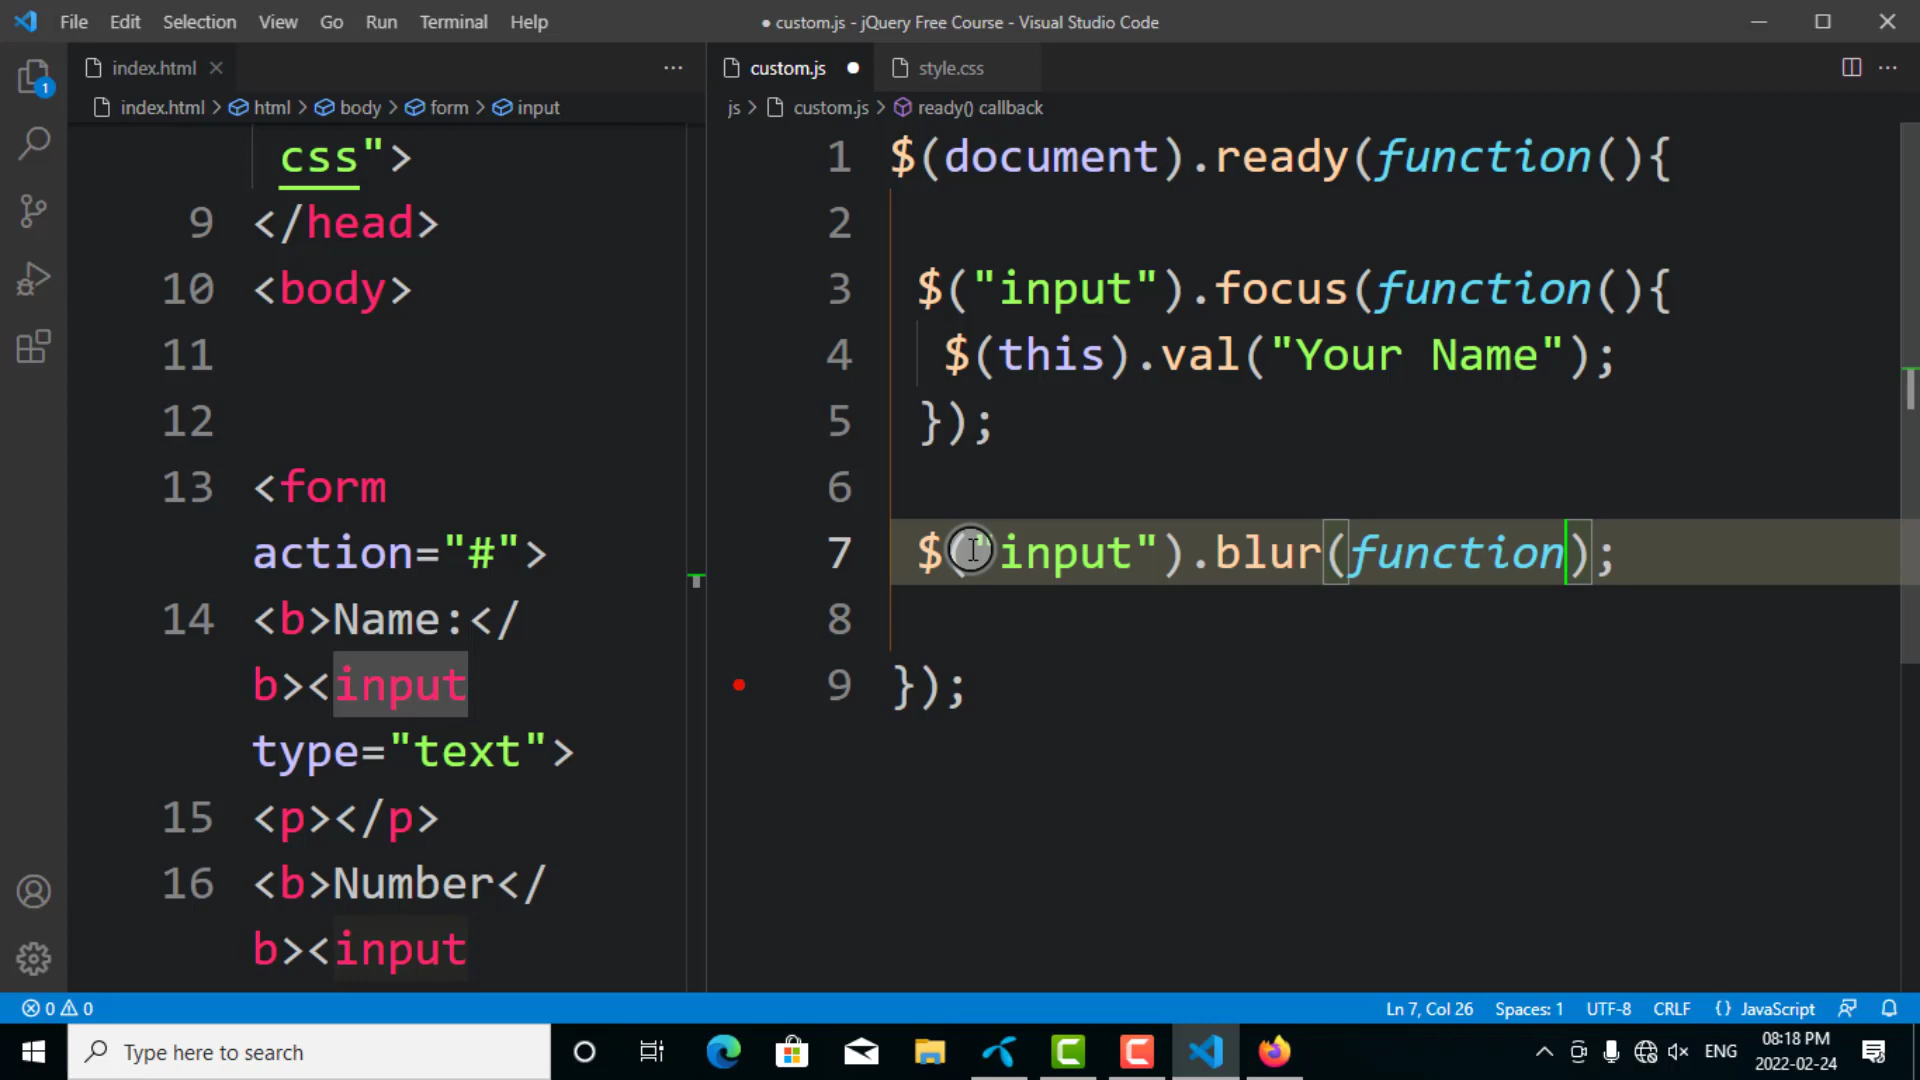 File Edit Selection View Go Run Terminal Help
● custom.js - jQuery Free Course - Visual Studio Code
index.html
custom.js
style.css
index.html > html > body > form > input
js > custom.js > ready() callback
1
css">
9 </head>
10 <body>
11
12
13 <form
action="#">
14 <b>Name:</
b><input
type="text">
15 <p></p>
16 <b>Number</
b><input
1 $(document).ready(function(){
2
3 $("input").focus(function(){
4 $(this).val("Your Name");
5 });
6
7 $("input").blur(function);
8
9 });
0 0
Ln 7, Col 26 Spaces: 1 UTF-8 CRLF {} JavaScript
Type here to search
ENG
08:18 PM
2022-02-24